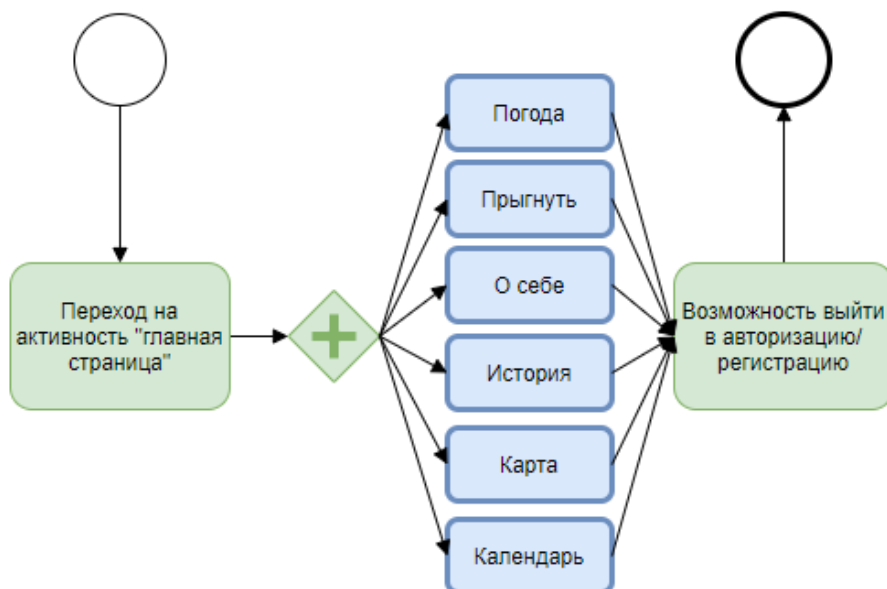 Погода
Прыгнуть
О себе
История
Карта
Календарь
Переход на
активность "главная
страница"
Возможность выйти
в авторизацию/
регистрацию